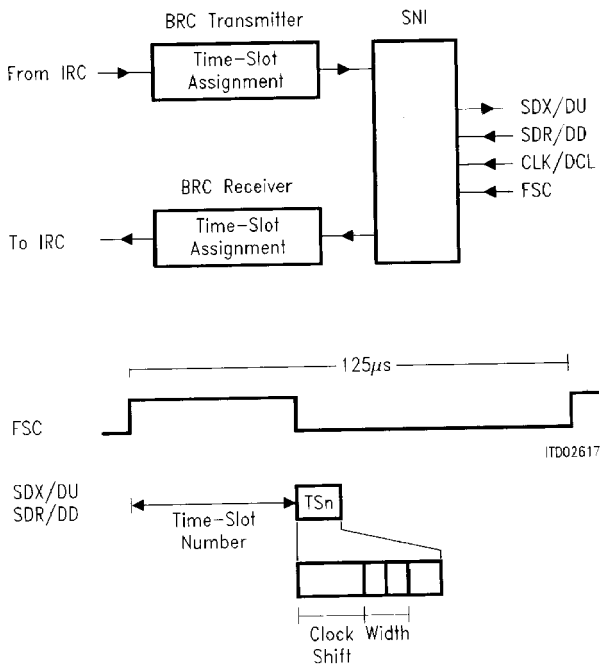 BRC Transmitter
SNI
From IRC
Time-Slot
Assignment
SDX/DU
SDR/DD
CLK/DCL
FSC
BRC Receiver
To IRC
Time-Slot
Assignment
125µs
FSC
ITD02617
SDX/DU
SDR/DD
Time-Slot
Number
TSn
Clock Width
Shift